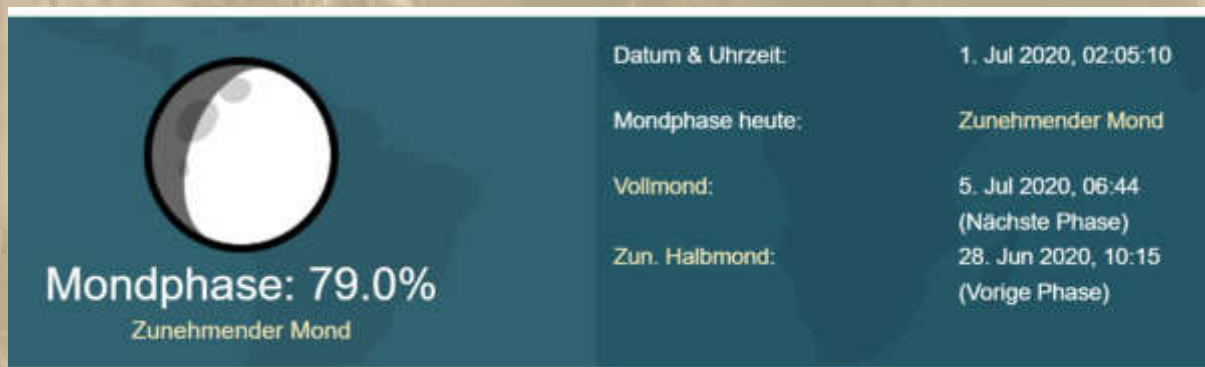 Mondphase: 79.0%
Zunehmender Mond
Datum & Uhrzeit: 1. Jul 2020, 02:05:10
Mondphase heute: Zunehmender Mond
Vollmond: 5. Jul 2020, 06:44
(Nächste Phase)
Zun. Halbmond: 28. Jun 2020, 10:15
(Vorige Phase)